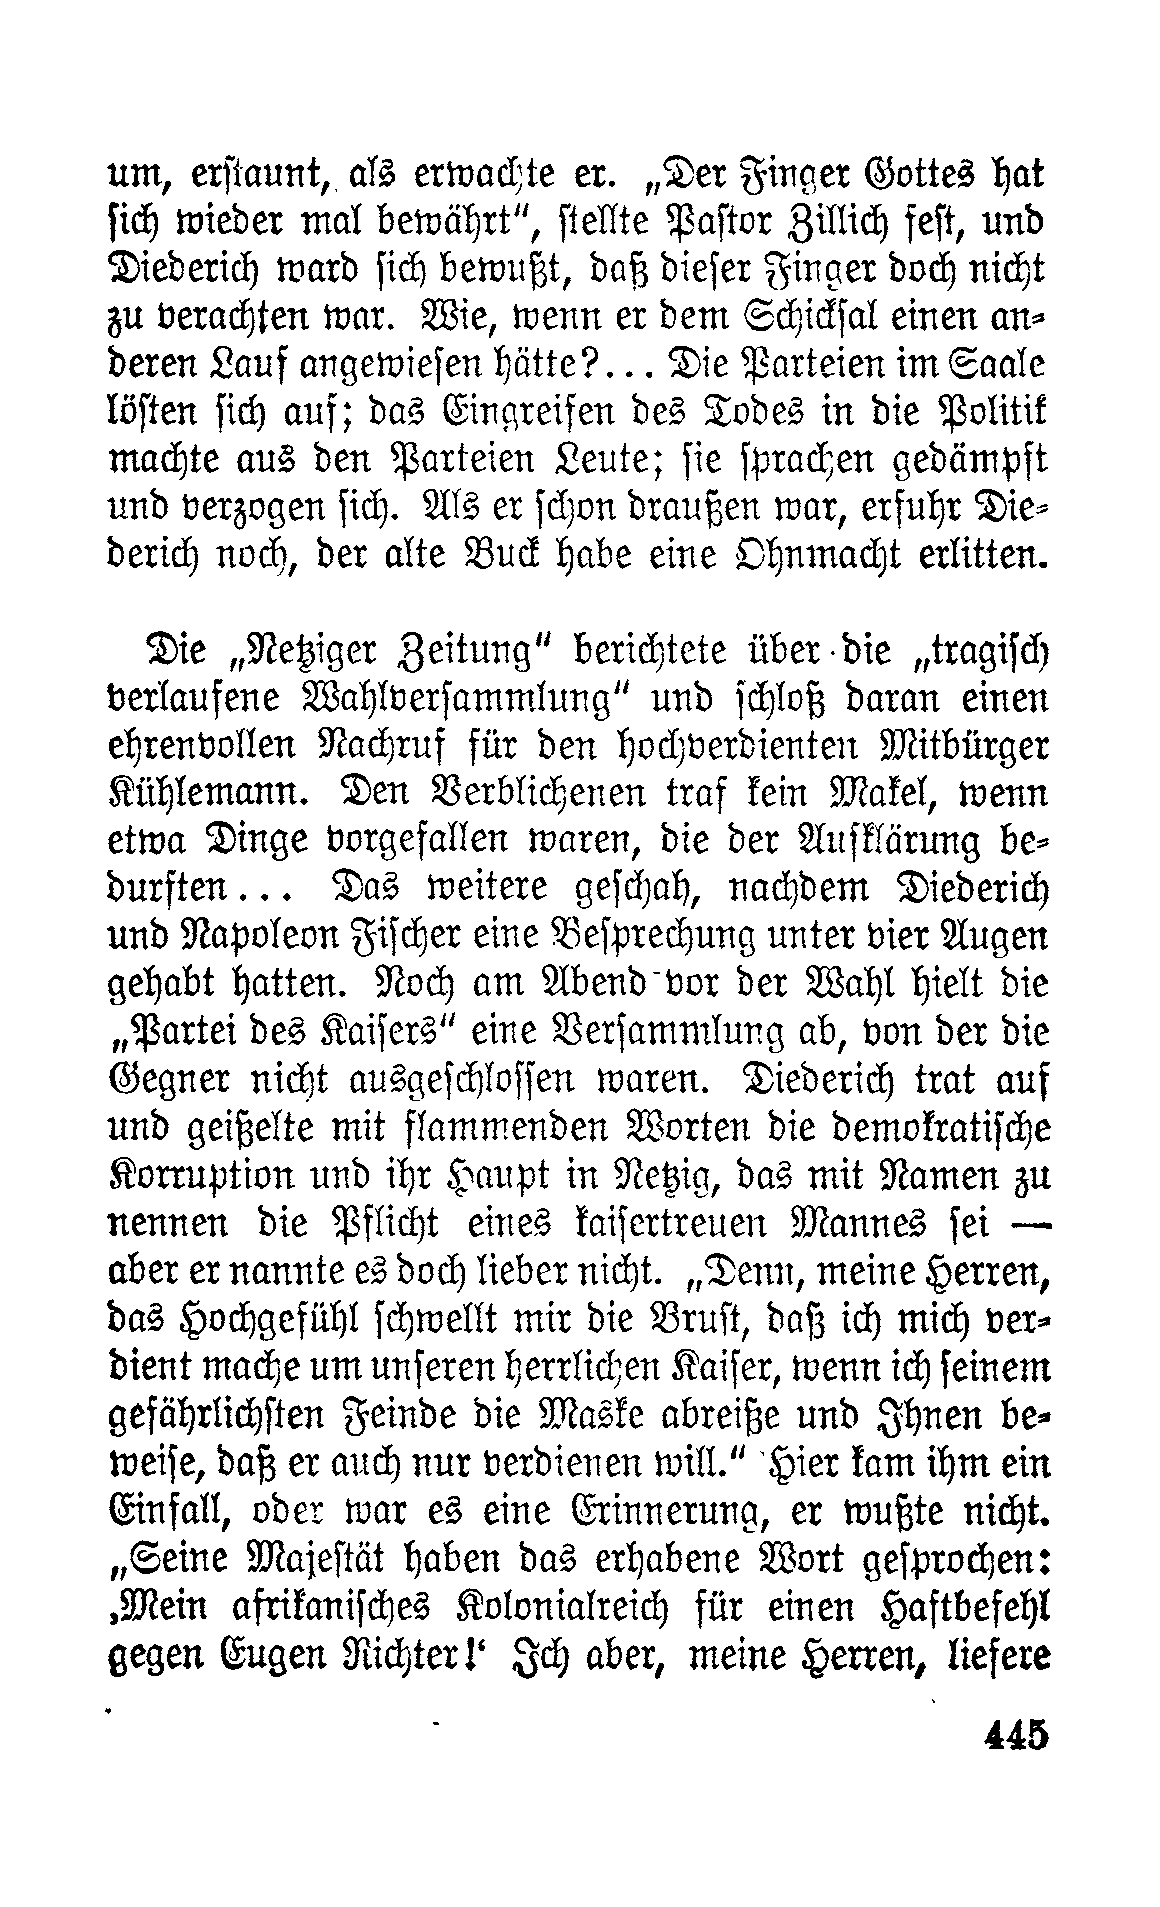 um, erſtaunt, als erwachte er. „Der Finger Gottes hat
ſich wieder mal bewährt“, ſtellte Paſtor Zillich feſt, und
Diederich ward ſich bewußt, daß dieſer Finger doch nicht
zu verachten war. Wie, wenn er dem Schickſal einen an⸗
deren Lauf angewieſen hätte?... Die Parteien im Saale
löſten ſich auf; das Eingreifen des Todes in die Politik
machte aus den Parteien Leute; ſie ſprachen gedämpft
und verzogen ſich. Als er ſchon draußen war, erfuhr Die⸗
derich noch, der alte Buck habe eine Ohnmacht erlitten.
Die „Netziger Zeitung“ berichtete über die „tragiſch
verlaufene Wahlverſammlung“ und ſchloß daran einen
ehrenvollen Nachruf für den hochverdienten Mitbürger
Kühlemann. Den Verblichenen traf kein Makel, wenn
etwa Dinge vorgefallen waren, die der Aufklärung be⸗
durften... Das weitere geſchah, nachdem Diederich
und Napoleon Fiſcher eine Beſprechung unter vier Augen
gehabt hatten. Noch am Abend vor der Wahl hielt die
„Partei des Kaiſers“ eine Verſammlung ab, von der die
Gegner nicht ausgeſchloſſen waren. Diederich trat auf
und geißelte mit flammenden Worten die demokratiſche
Korruption und ihr Haupt in Netzig, das mit Namen zu
nennen die Pflicht eines kaiſertreuen Mannes ſei —
aber er nannte es doch lieber nicht. „Denn, meine Herren,
das Hochgefühl ſchwellt mir die Bruſt, daß ich mich ver⸗
dient mache um unſeren herrlichen Kaiſer, wenn ich ſeinem
gefährlichſten Feinde die Maske abreiße und Ihnen be⸗
weiſe, daß er auch nur verdienen will.“ Hier kam ihm ein
Einfall, oder war es eine Erinnerung, er wußte nicht.
„Seine Majeſtät haben das erhabene Wort geſprochen:
‚Mein afrikaniſches Kolonialreich für einen Haftbefehl
gegen Eugen Richter!‘ Ich aber, meine Herren, liefere
445